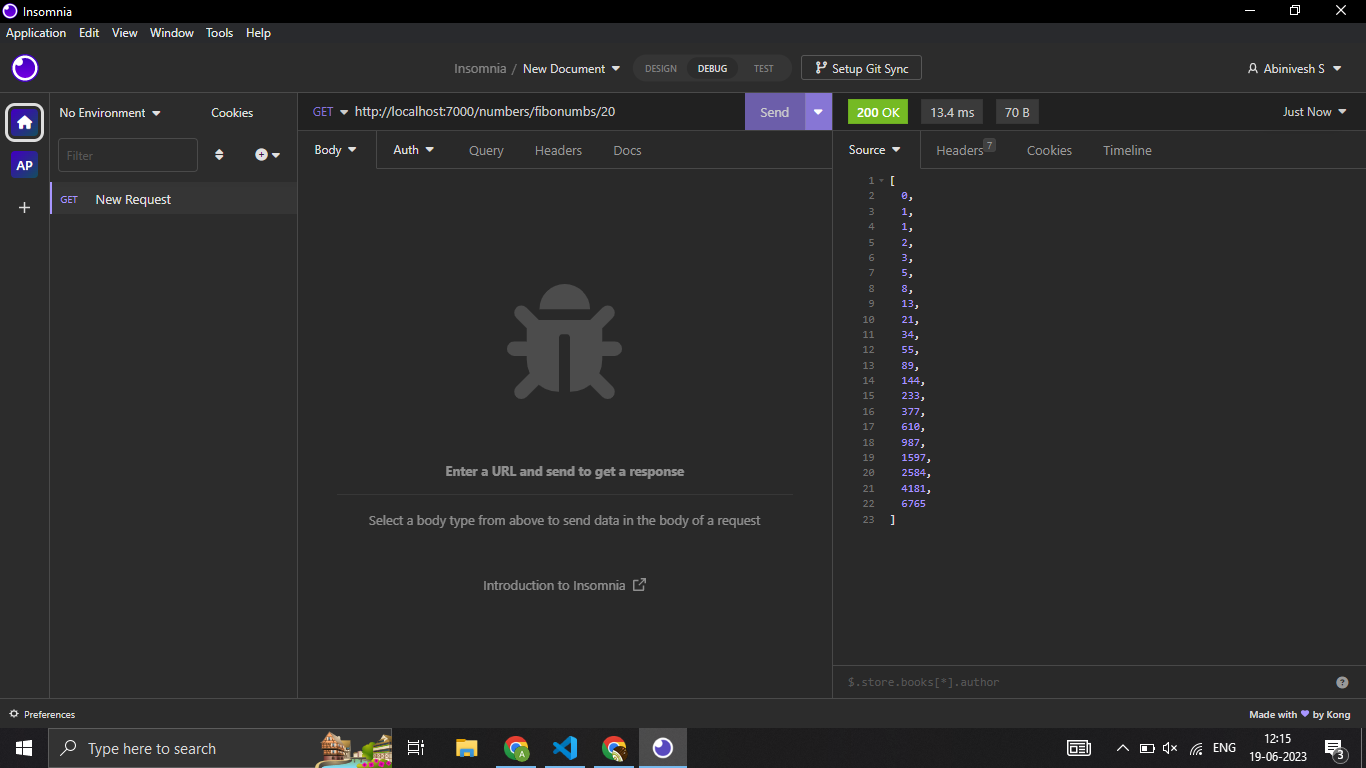 Insomnia
Application Edit View Window Tools Help
Insomnia / New Document DESIGN DEBUG TEST Setup Git Sync Abinivesh S
No Environment Cookies
GET http://localhost:7000/numbers/fibonumbs/20 Send
200 OK 13.4 ms 70 B Just Now
Filter
Body Auth Query Headers Docs
Source Headers 7 Cookies Timeline
AP
GET New Request
1 [
2 0,
3 1,
4 1,
5 2,
6 3,
7 5,
8 8,
9 13,
10 21,
11 34,
12 55,
13 89,
14 144,
15 233,
16 377,
17 610,
18 987,
19 1597,
20 2584,
21 4181,
22 6765
23 ]
Enter a URL and send to get a response
Select a body type from above to send data in the body of a request
Introduction to Insomnia
$.store.books[*].author
Preferences
Made with by Kong
Type here to search
A
ENG
12:15
19-06-2023
3